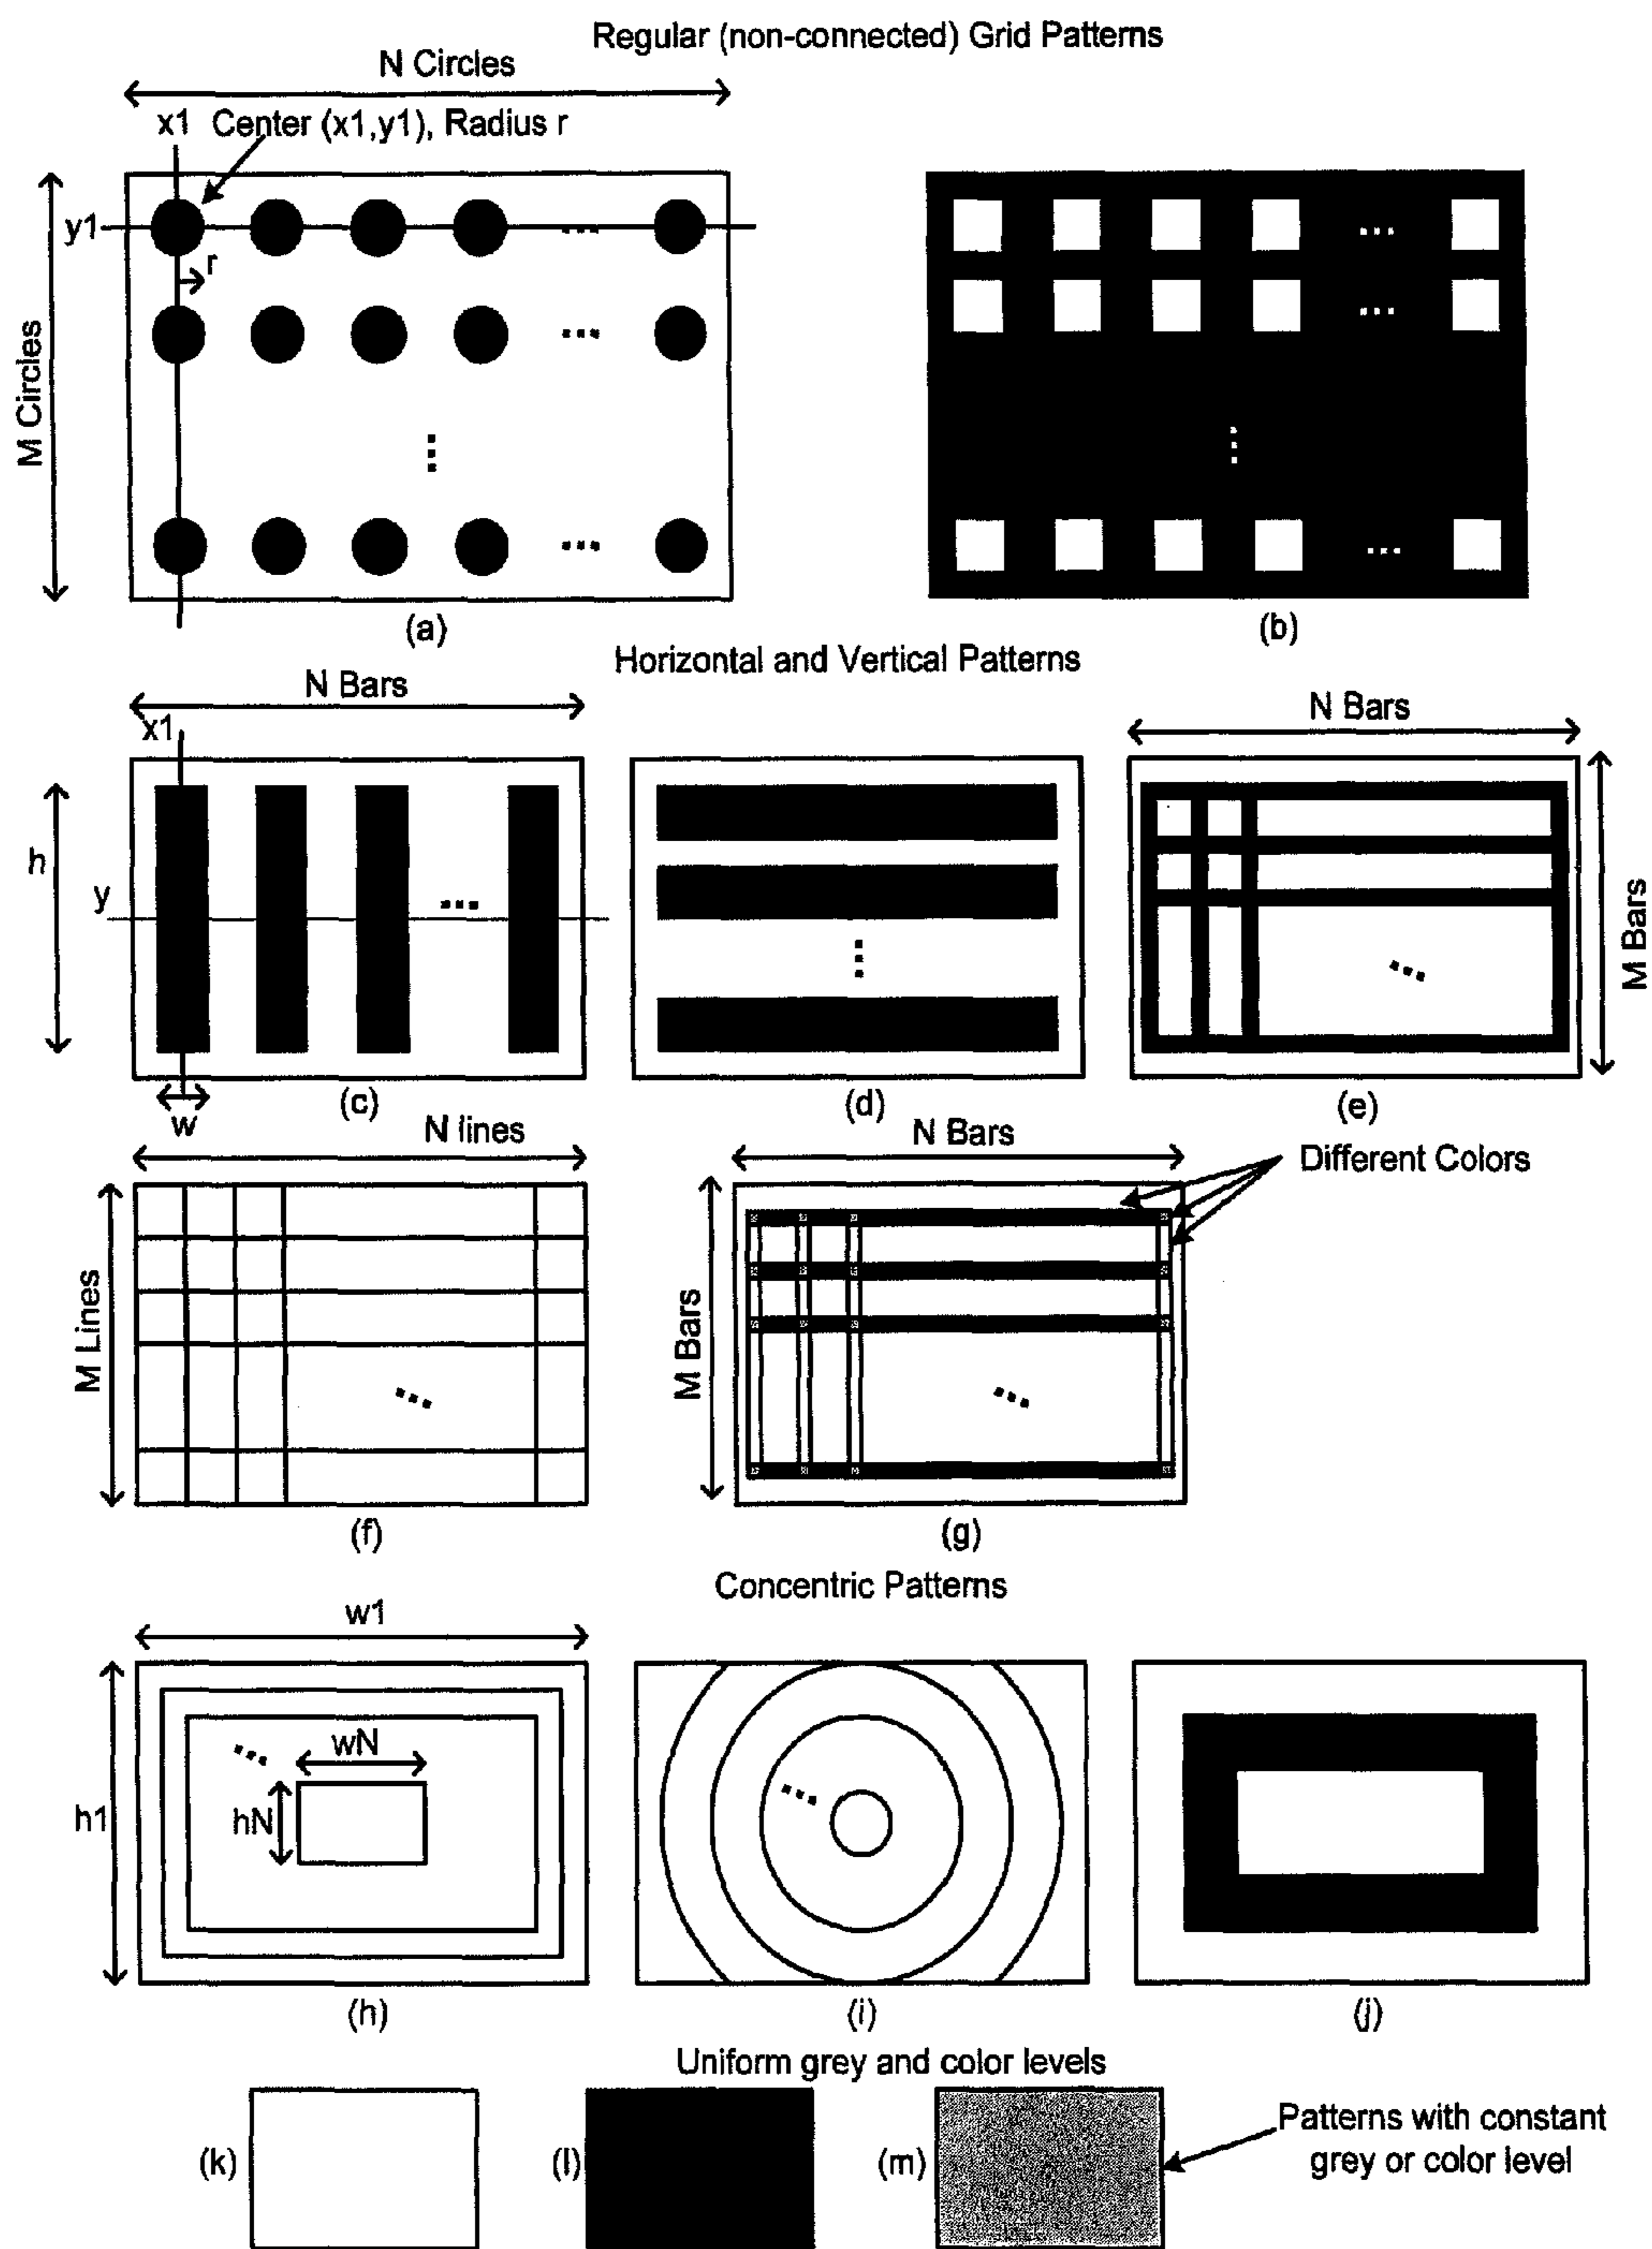 Regular (non-connected) Grid Patterns
N Circles
x1 Center (x1,y1), Radius r
y1
r
M Circles
...
...
...
...
...
...
...
...
(a)
(b)
Horizontal and Vertical Patterns
N Bars
x1
h
y
...
w
(c)
...
(d)
N Bars
M Bars
...
(e)
N lines
M Lines
...
(f)
N Bars
Different Colors
M Bars
...
(g)
Concentric Patterns
w1
h1
...
wN
hN
(h)
...
(i)
(j)
Uniform grey and color levels
(k)
(l)
(m)
Patterns with constant
grey or color level